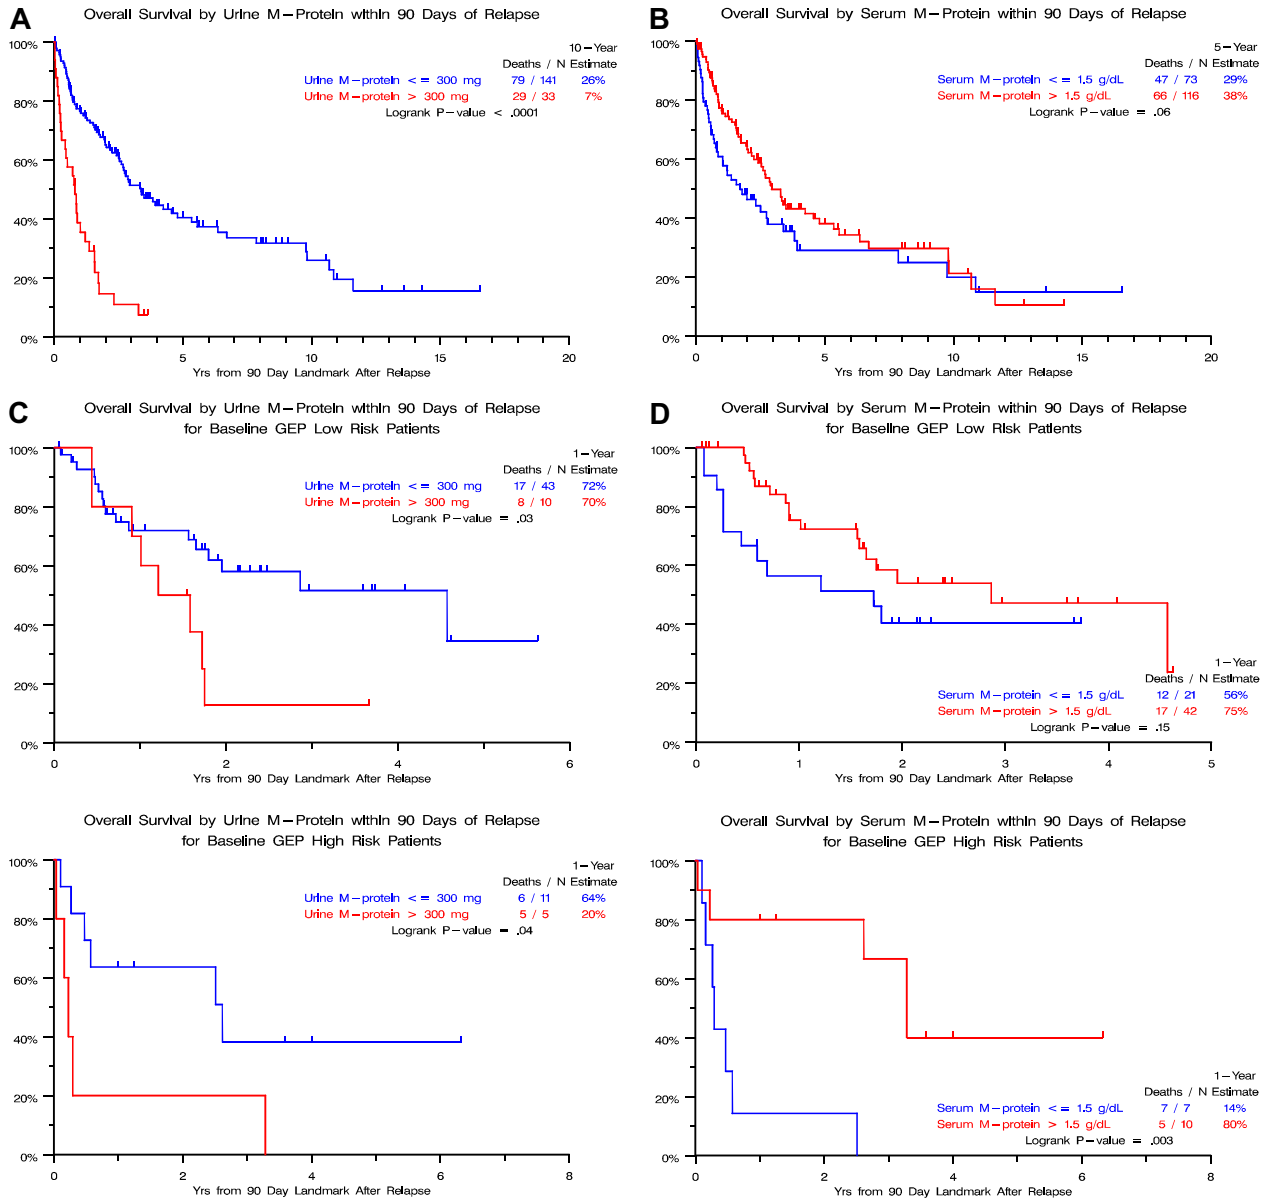 A
Overall Survival by Urine M-Protein within 90 Days of Relapse
10-Year
Deaths / N Estimate
Urine M-protein <= 300 mg 79 / 141 26%
Urine M-protein > 300 mg 29 / 33 7%
Logrank P-value < .0001
100%
80%
60%
40%
20%
0%
0 5 10 15 20
Yrs from 90 Day Landmark After Relapse
B
Overall Survival by Serum M-Protein within 90 Days of Relapse
5-Year
Deaths / N Estimate
Serum M-protein <= 1.5 g/dL 47 / 73 29%
Serum M-protein > 1.5 g/dL 66 / 116 38%
Logrank P-value = .06
100%
80%
60%
40%
20%
0%
0 5 10 15 20
Yrs from 90 Day Landmark After Relapse
C
Overall Survival by Urine M-Protein within 90 Days of Relapse
for Baseline GEP Low Risk Patients
1-Year
Deaths / N Estimate
Urine M-protein <= 300 mg 17 / 43 72%
Urine M-protein > 300 mg 8 / 10 70%
Logrank P-value = .03
100%
80%
60%
40%
20%
0%
0 2 4 6
Yrs from 90 Day Landmark After Relapse
D
Overall Survival by Serum M-Protein within 90 Days of Relapse
for Baseline GEP Low Risk Patients
100%
80%
60%
40%
20%
0%
1-Year
Deaths / N Estimate
Serum M-protein <= 1.5 g/dL 12 / 21 56%
Serum M-protein > 1.5 g/dL 17 / 42 75%
Logrank P-value = .15
0 1 2 3 4 5
Yrs from 90 Day Landmark After Relapse
Overall Survival by Urine M-Protein within 90 Days of Relapse
for Baseline GEP High Risk Patients
1-Year
Deaths / N Estimate
Urine M-protein <= 300 mg 6 / 11 64%
Urine M-protein > 300 mg 5 / 5 20%
Logrank P-value = .04
100%
80%
60%
40%
20%
0%
0 2 4 6 8
Yrs from 90 Day Landmark After Relapse
Overall Survival by Serum M-Protein within 90 Days of Relapse
for Baseline GEP High Risk Patients
100%
80%
60%
40%
20%
0%
1-Year
Deaths / N Estimate
Serum M-protein <= 1.5 g/dL 7 / 7 14%
Serum M-protein > 1.5 g/dL 5 / 10 80%
Logrank P-value = .003
0 2 4 6 8
Yrs from 90 Day Landmark After Relapse